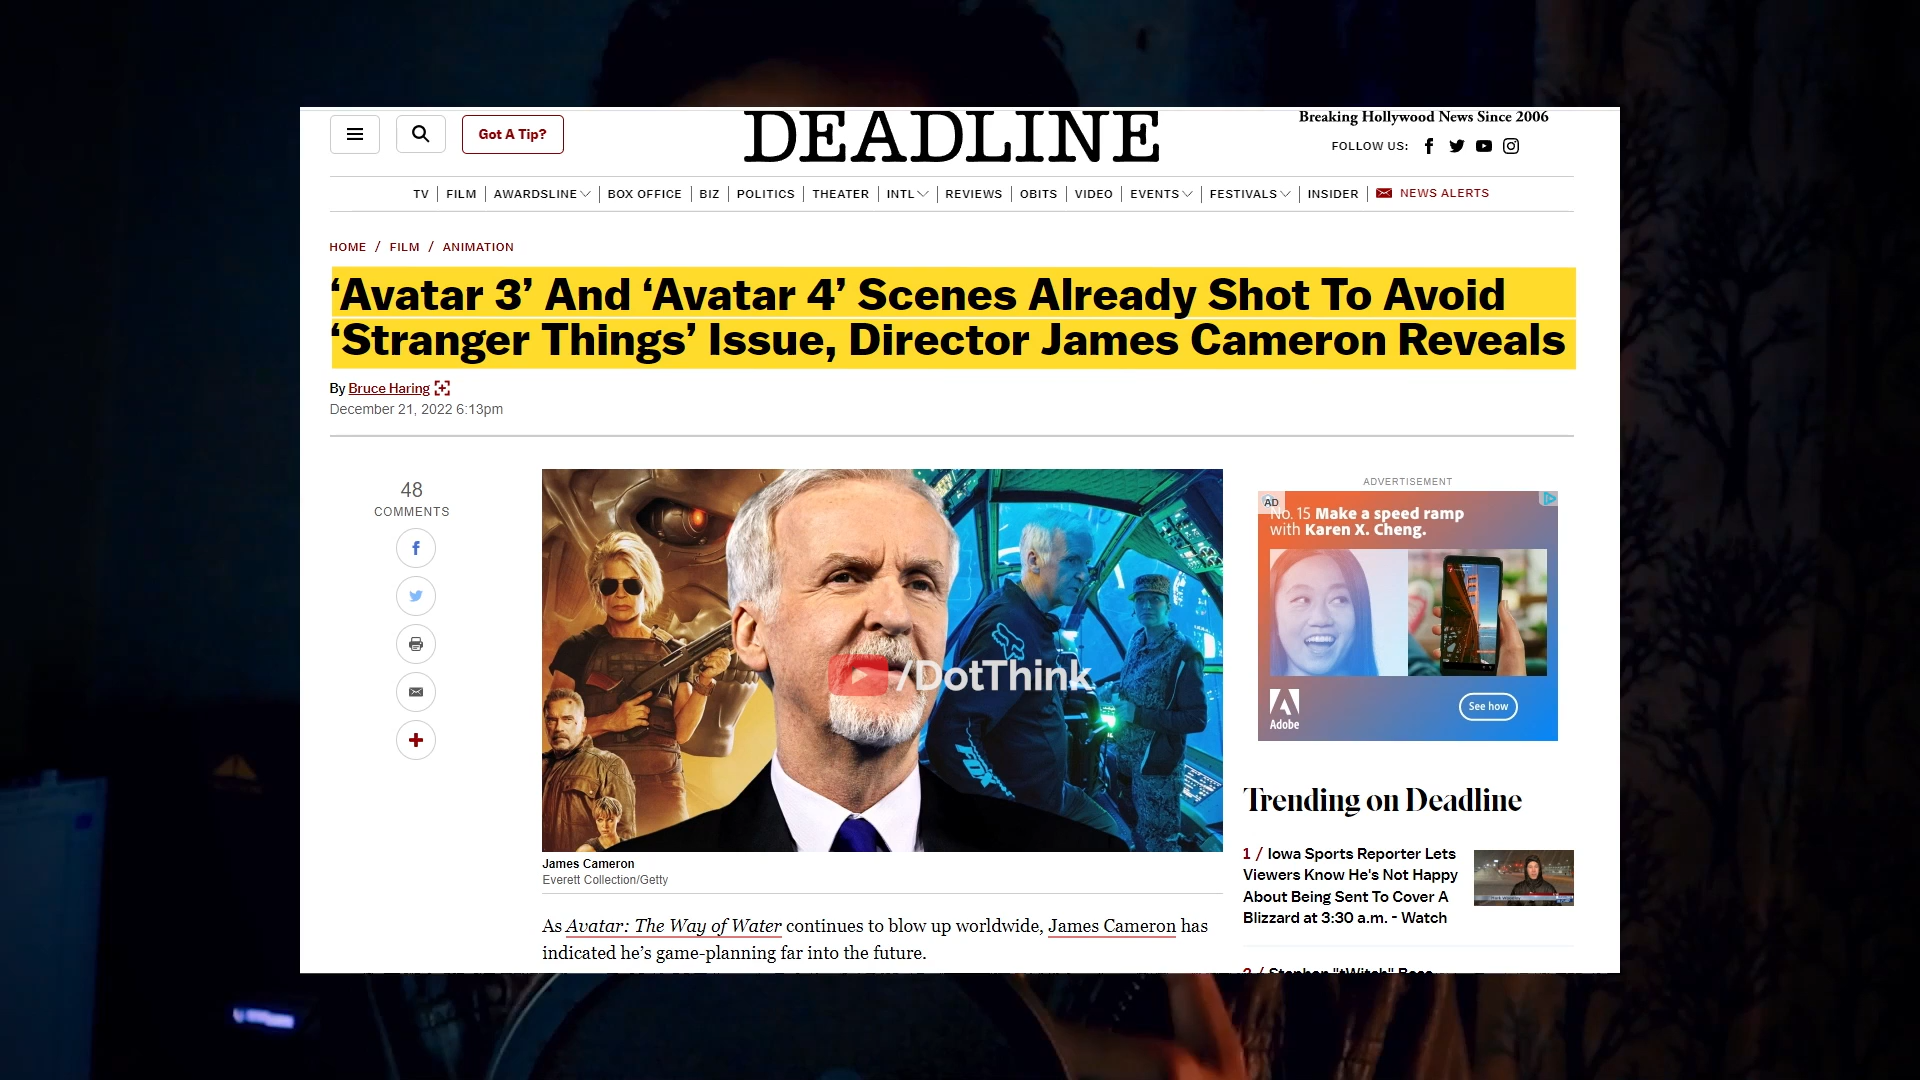 DEADLINE
Breaking Hollywood News Since 2006
Got A Tip?
FOLLOW US:
TV | FILM | AWARDSLINE | BOX OFFICE | BIZ | POLITICS | THEATER | INTL | REVIEWS | OBITS | VIDEO | EVENTS | FESTIVALS | INSIDER | NEWS ALERTS
HOME / FILM / ANIMATION
‘Avatar 3’ And ‘Avatar 4’ Scenes Already Shot To Avoid
‘Stranger Things’ Issue, Director James Cameron Reveals
By Bruce Haring
December 21, 2022 6:13pm
48
COMMENTS
/DotThink
FOX
James Cameron
Everett Collection/Getty
As Avatar: The Way of Water continues to blow up worldwide, James Cameron has
indicated he’s game-planning far into the future.
ADVERTISEMENT
AD
No. 15 Make a speed ramp
with Karen X. Cheng.
Adobe
See how
Trending on Deadline
1 / Iowa Sports Reporter Lets
Viewers Know He's Not Happy
About Being Sent To Cover A
Blizzard at 3:30 a.m. - Watch
2 / Stephen "tWitch" Boss